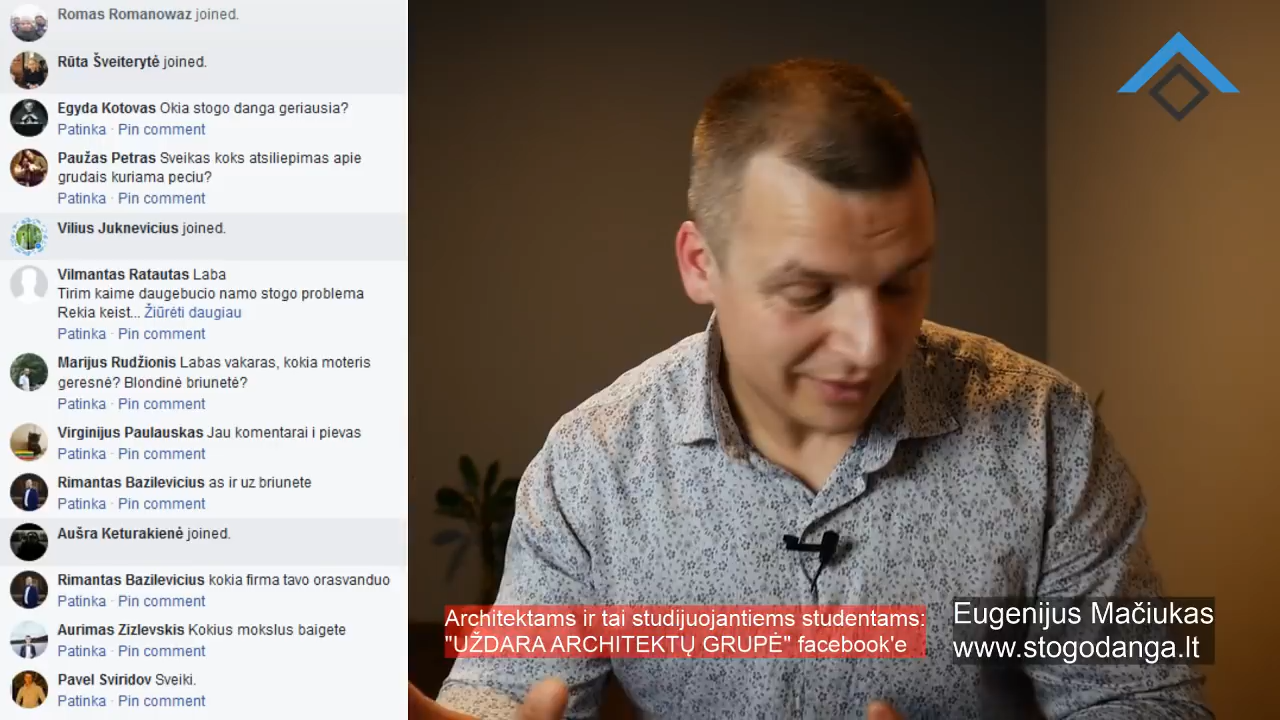 Romas Romanowaz joined.
Rūta Šveiterytė joined.
Egyda Kotovas Okia stogo danga geriausia?
Patinka · Pin comment
Paužas Petras Sveikas koks atsiliepimas apie
grudais kuriama peciu?
Patinka · Pin comment
Vilius Juknevicius joined.
Vilmantas Ratautas Laba
Tirim kaime daugebucio namo stogo problema
Rekia keist... Žiūrėti daugiau
Patinka · Pin comment
Marijus Rudžionis Labas vakaras, kokia moteris
geresnė? Blondinė briunetė?
Patinka · Pin comment
Virginijus Paulauskas Jau komentarai i pievas
Patinka · Pin comment
Rimantas Bazilevicius as ir uz briunete
Patinka · Pin comment
Aušra Keturakienė joined.
Rimantas Bazilevicius kokia firma tavo orasvanduo
Patinka · Pin comment
Aurimas Zizlevskis Kokius mokslus baigete
Patinka · Pin comment
Pavel Sviridov Sveiki.
Patinka · Pin comment
Architektams ir tai studijuojantiems studentams:
"UŽDARA ARCHITEKTŲ GRUPĖ" facebook'e
Eugenijus Mačiukas
www.stogodanga.lt